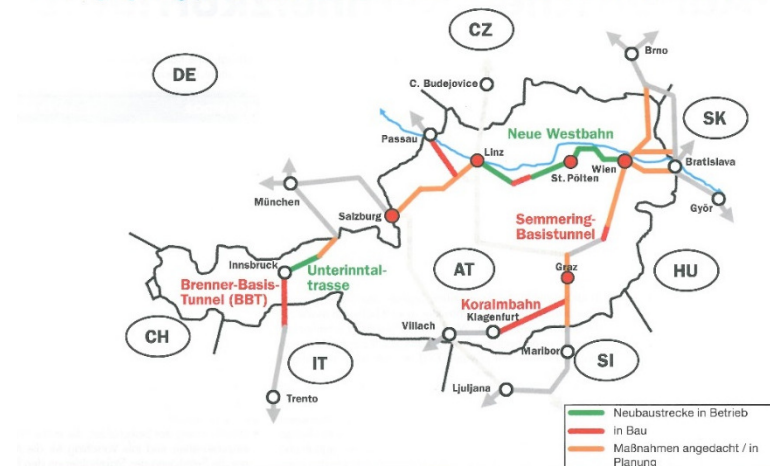 CZ
Brno
DE
C. Budejovice
SK
Passau
Neue Westbahn
Linz
Bratislava
St. Pölten
Wien
München
Györ
Salzburg
Semmering-
Basistunnel
Innsbruck
Unterinntal-
trasse
AT
Graz
HU
Brenner-Basis-
Tunnel (BBT)
Koralmbahn
Klagenfurt
CH
Villach
IT
Maribor
SI
Trento
Ljuljana
Neubaustrecke in Betrieb
in Bau
Maßnahmen angedacht / in
Planung